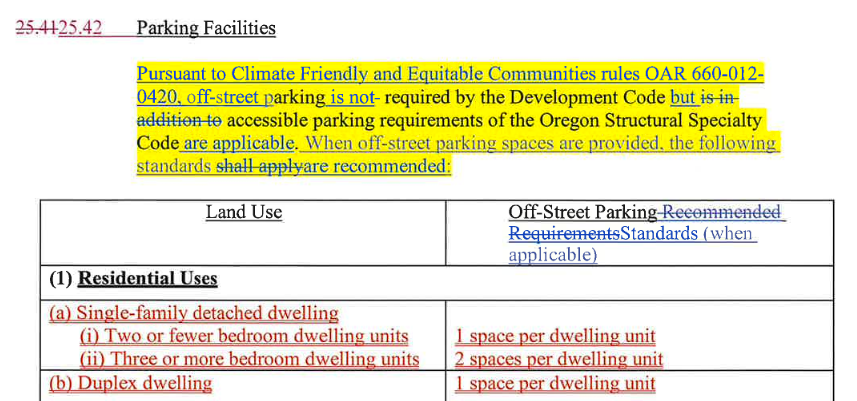 25.4125.42 Parking Facilities
Pursuant to Climate Friendly and Equitable Communities rules OAR 660-012-
0420, off-street parking is not- required by the Development Code but is in
addition to accessible parking requirements of the Oregon Structural Specialty
Code are applicable. When off-street parking spaces are provided, the following
standards shall applyare recommended:
Land Use
Off-Street Parking Recommended
RequirementsStandards (when
applicable)
(1) Residential Uses
(a) Single-family detached dwelling
(i) Two or fewer bedroom dwelling units 1 space per dwelling unit
(ii) Three or more bedroom dwelling units 2 spaces per dwelling unit
(b) Duplex dwelling 1 space per dwelling unit